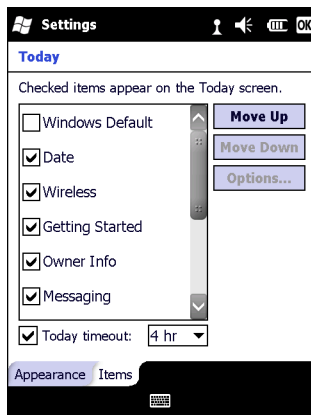 Settings
OK
Today
Checked items appear on the Today screen.
Windows Default
Move Up
Date
Move Down
Wireless
Options...
Getting Started
Owner Info
Messaging
Today timeout: 4 hr
Appearance Items